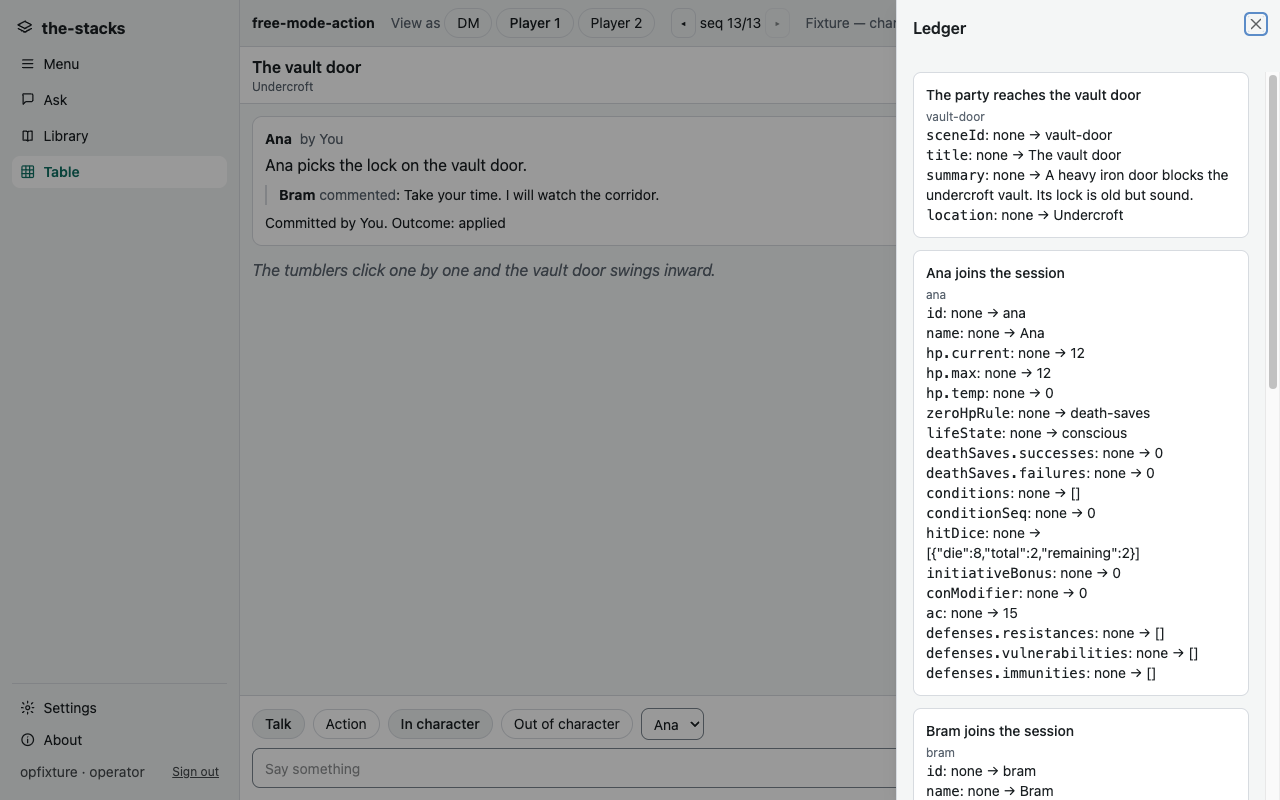 the-stacks
Menu
Ask
Library
Table
Settings
About
opfixture · operator Sign out
free-mode-action View as DM Player 1 Player 2 ◂ seq 13/13 ▸ Fixture — char
The vault door
Undercroft
Ana by You
Ana picks the lock on the vault door.
Bram commented: Take your time. I will watch the corridor.
Committed by You. Outcome: applied
The tumblers click one by one and the vault door swings inward.
Talk Action In character Out of character Ana
Say something
Ledger
The party reaches the vault door
vault-door
sceneId: none → vault-door
title: none → The vault door
summary: none → A heavy iron door blocks the
undercroft vault. Its lock is old but sound.
location: none → Undercroft
Ana joins the session
ana
id: none → ana
name: none → Ana
hp.current: none → 12
hp.max: none → 12
hp.temp: none → 0
zeroHpRule: none → death-saves
lifeState: none → conscious
deathSaves.successes: none → 0
deathSaves.failures: none → 0
conditions: none → []
conditionSeq: none → 0
hitDice: none →
[{"die":8,"total":2,"remaining":2}]
initiativeBonus: none → 0
conModifier: none → 0
ac: none → 15
defenses.resistances: none → []
defenses.vulnerabilities: none → []
defenses.immunities: none → []
Bram joins the session
bram
id: none → bram
name: none → Bram